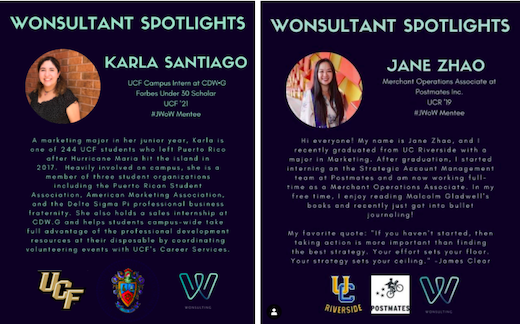 WONSULTANT SPOTLIGHTS
KARLA SANTIAGO
UCF Campus Intern at CDW•G
Forbes Under 30 Scholar
UCF '21
#JWoW Mentee
A marketing major in her junior year, Karla is
one of 244 UCF students who left Puerto Rico
after Hurricane Maria hit the island in
2017. Heavily involved on campus, she is a
member of three student organizations
including the Puerto Rican Student
Association, American Marketing Association,
and the Delta Sigma Pi professional business
fraternity. She also holds a sales internship at
CDW.G and helps students campus-wide take
full advantage of the professional development
resources at their disposal by coordinating
volunteering events with UCF's Career Services.
UCF
W
WONSULTING
WONSULTANT SPOTLIGHTS
JANE ZHAO
Merchant Operations Associate at
Postmates Inc.
UCR '19
#JWoW Mentee
Hi everyone! My name is Jane Zhao, and I
recently graduated from UC Riverside with a
major in Marketing. After graduation, I started
interning on the Strategic Account Management
team at Postmates and am now working full-
time as a Merchant Operations Associate. In my
free time, I enjoy reading Malcolm Gladwell's
books and recently just got into bullet
journaling!
My favorite quote: "If you haven't started, then
taking action is more important than finding
the best strategy. Your effort sets your floor.
Your strategy sets your ceiling." -James Clear
UC
RIVERSIDE
POSTMATES
W
WONSULTING